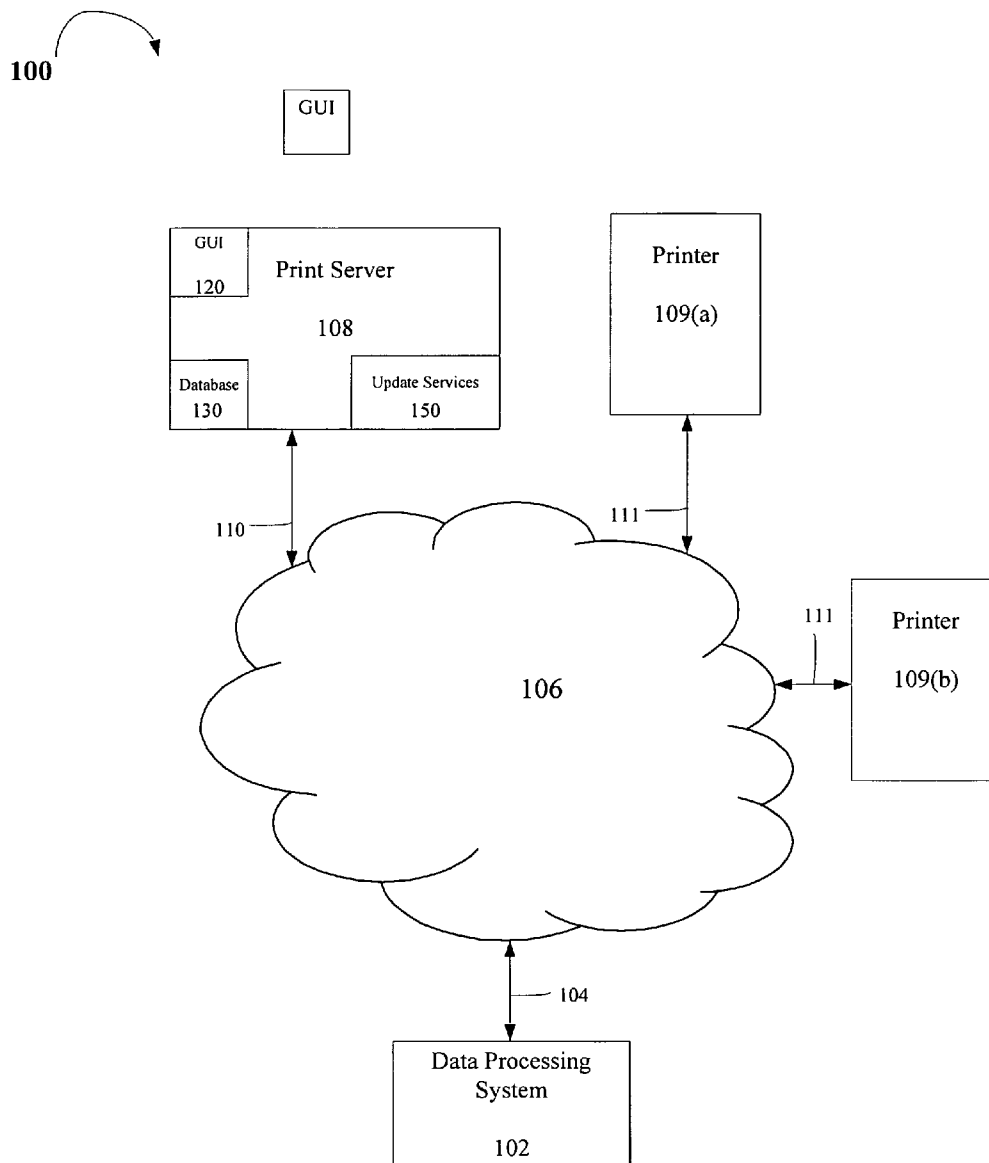 100
GUI
GUI
120
Print Server
108
Database
130
Update Services
150
Printer
109(a)
110
111
111
Printer
109(b)
106
104
Data Processing
System
102